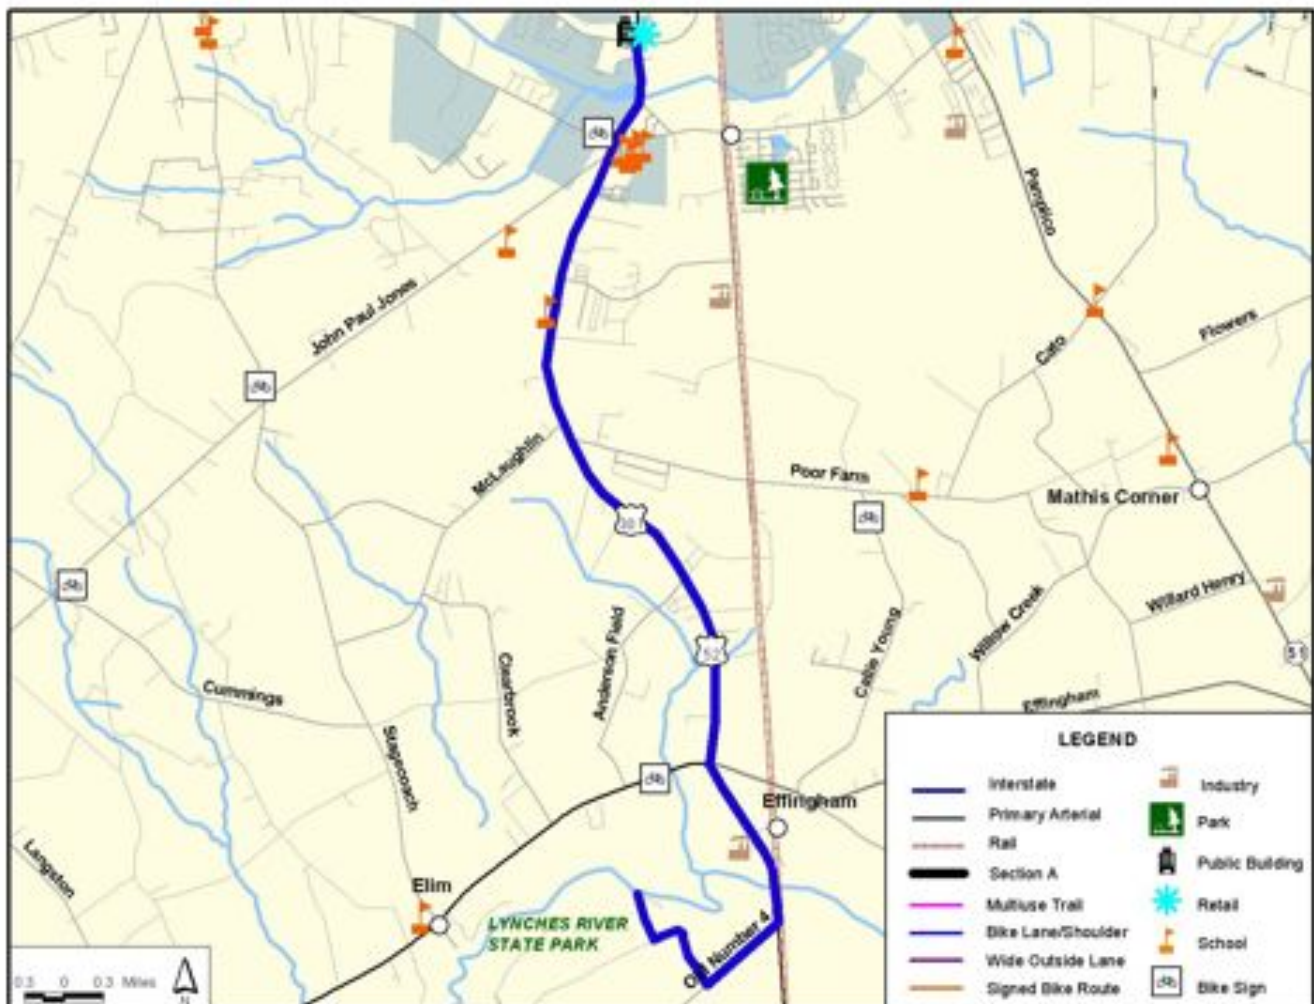 Pamplico
John Paul Jones
Cato
Flowers
McLaughlin
Poor Farm
Mathis Corner
301
Anderson Field
Cable Young
Willow Creek
Willard Henry
52
51
Cummings
Clearbrook
Stagecoach
Effingham
Effingham
Langston
Elim
LYNCHES RIVER
STATE PARK
Number 4
0.5 0 0.3 Miles
N
LEGEND
Interstate
Primary Arterial
Rail
Section A
Multiuse Trail
Bike Lane/Shoulder
Wide Outside Lane
Signed Bike Route
Industry
Park
Public Building
Retail
School
Bike Sign